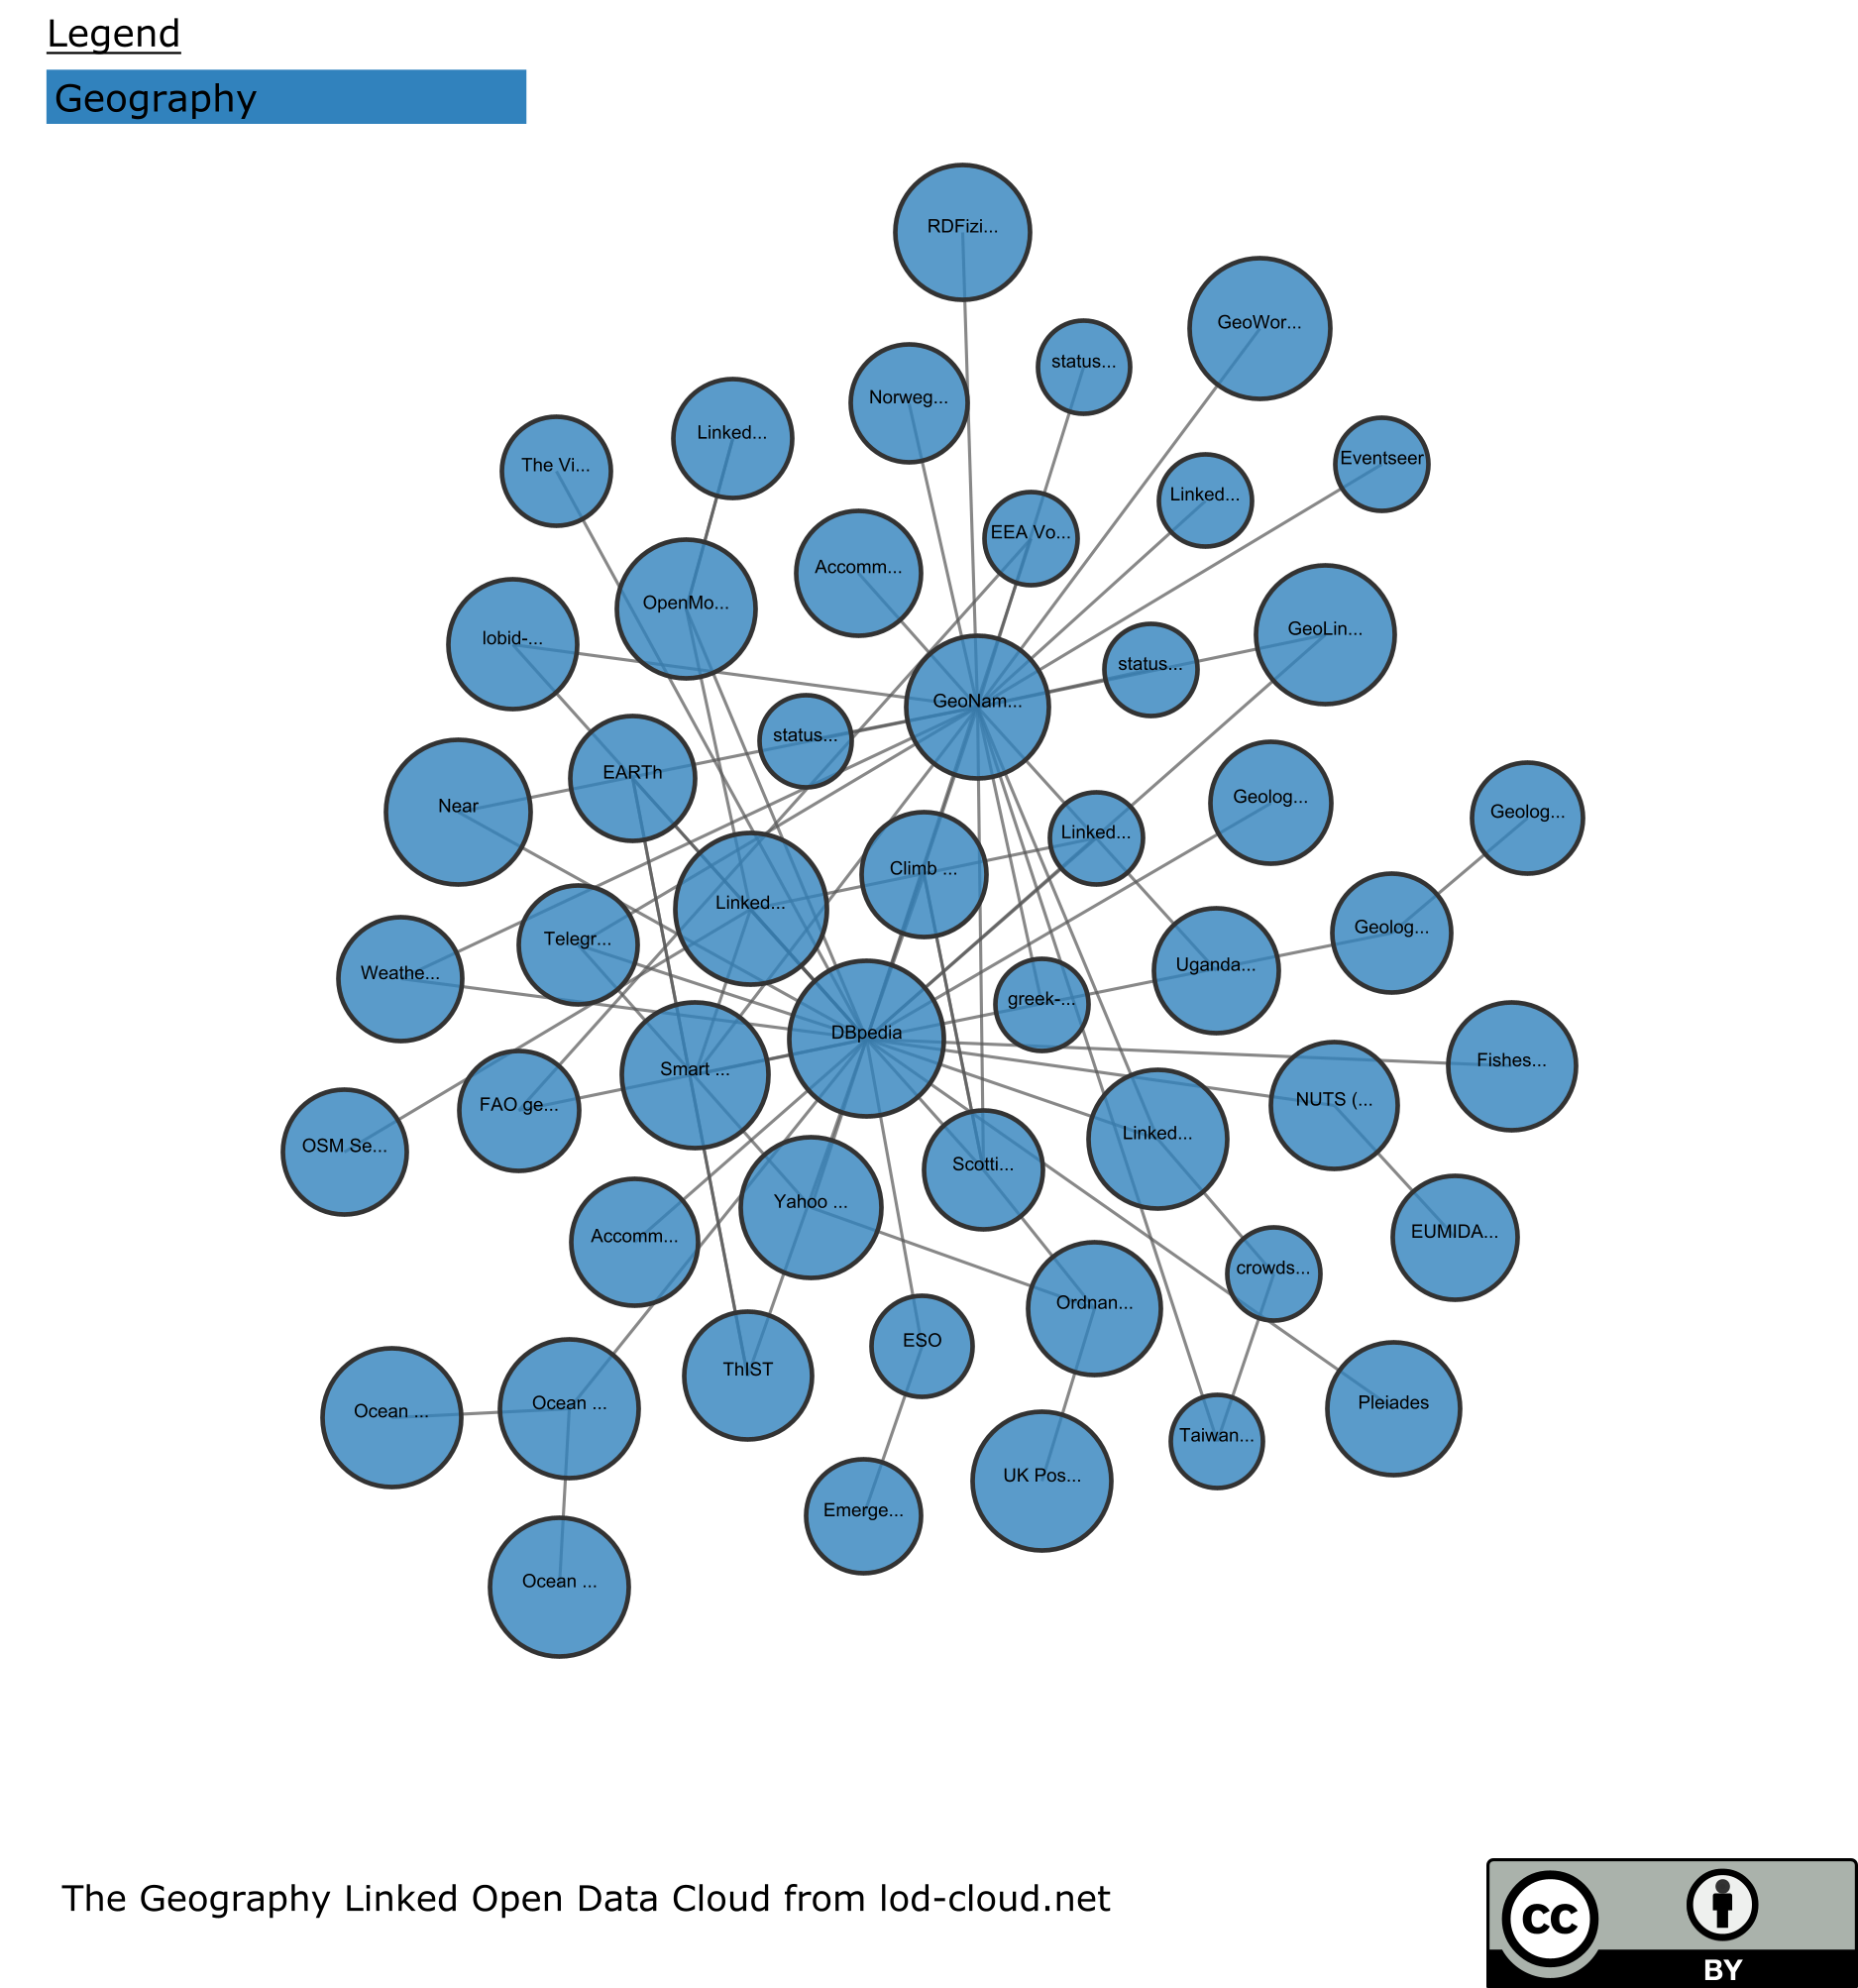 Legend
Geography
RDFizi...
GeoWor...
status...
Norweg...
Linked...
Eventseer
The Vi...
Linked...
EEA Vo...
Accomm...
OpenMo...
GeoLin...
lobid-...
status...
GeoNam...
status...
EARTh
Geolog...
Near
Geolog...
Linked...
Climb ...
Linked...
Geolog...
Telegr...
Uganda...
Weathe...
greek-...
DBpedia
Fishes...
Smart ...
NUTS (...
FAO ge...
Linked...
OSM Se...
Scotti...
Yahoo ...
EUMIDA...
Accomm...
crowds...
Ordnan...
ESO
ThIST
Pleiades
Ocean ...
Ocean ...
Taiwan...
UK Pos...
Emerge...
Ocean ...
The Geography Linked Open Data Cloud from lod-cloud.net
cc
BY